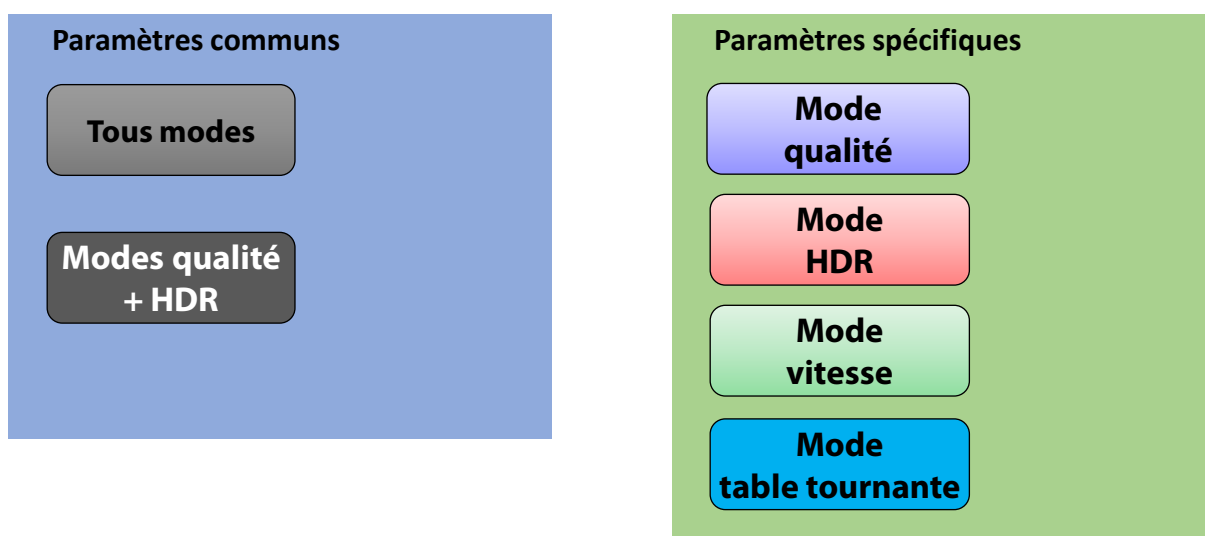 Paramètres communs
Tous modes
Modes qualité
+ HDR
Paramètres spécifiques
Mode
qualité
Mode
HDR
Mode
vitesse
Mode
table tournante